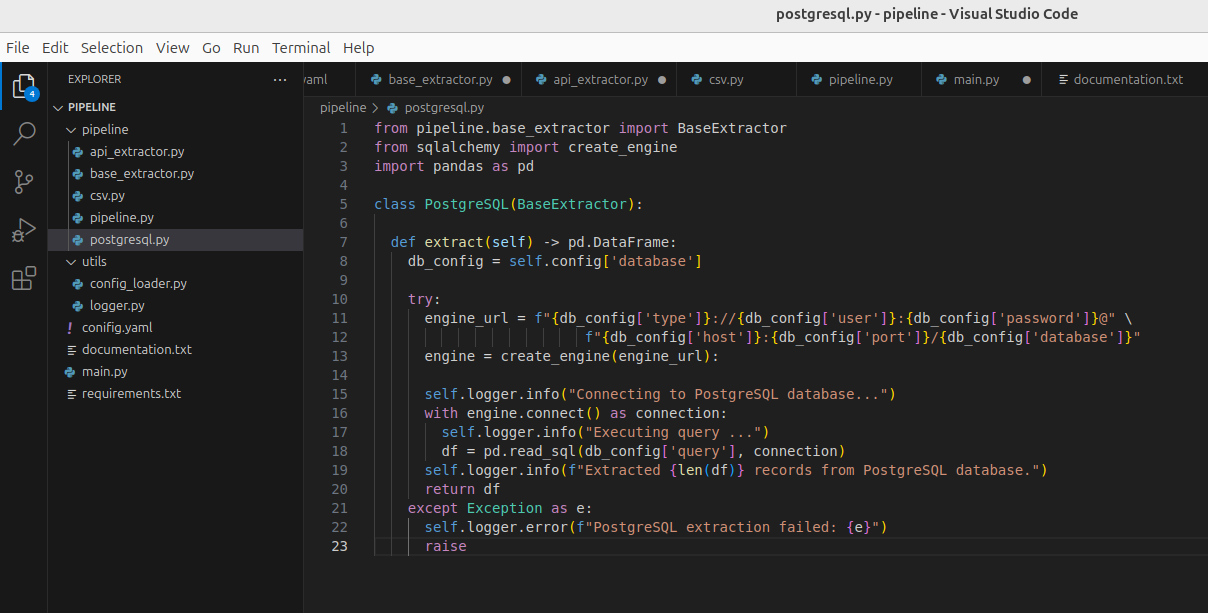 postgresql.py - pipeline - Visual Studio Code
File Edit Selection View Go Run Terminal Help
EXPLORER ···
PIPELINE
pipeline
api_extractor.py
base_extractor.py
csv.py
pipeline.py
postgresql.py
utils
config_loader.py
logger.py
! conifig.yaml
documentation.txt
main.py
requirements.txt
4
base_extractor.py api_extractor.py csv.py pipeline.py main.py documentation.txt
pipeline > postgresql.py
1 from pipeline.base_extractor import BaseExtractor
2 from sqlalchemy import create_engine
3 import pandas as pd
4
5 class PostgreSQL(BaseExtractor):
6
7 def extract(self) -> pd.DataFrame:
8 db_config = self.config['database']
9
10 try:
11 engine_url = f"{db_config['type']}://{db_config['user']}:{db_config['password']}@" \
12 f"{db_config['host']}:{db_config['port']}/{db_config['database']}"
13 engine = create_engine(engine_url):
14
15 self.logger.info("Connecting to PostgreSQL database...")
16 with engine.connect() as connection:
17 self.logger.info("Executing query ...")
18 df = pd.read_sql(db_config['query'], connection)
19 self.logger.info(f"Extracted {len(df)} records from PostgreSQL database.")
20 return df
21 except Exception as e:
22 self.logger.error(f"PostgreSQL extraction failed: {e}")
23 raise